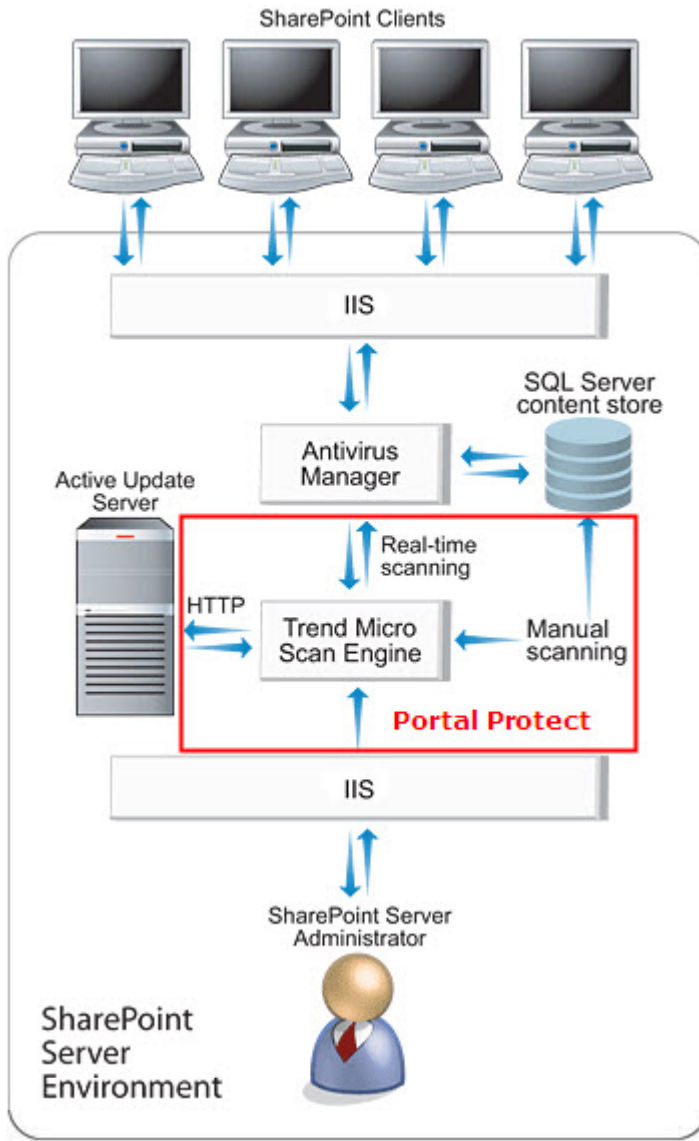 SharePoint Clients
IIS
SQL Server
content store
Antivirus
Manager
Active Update
Server
Real-time
scanning
HTTP
Trend Micro
Scan Engine
Manual
scanning
Portal Protect
IIS
SharePoint Server
Administrator
SharePoint
Server
Environment